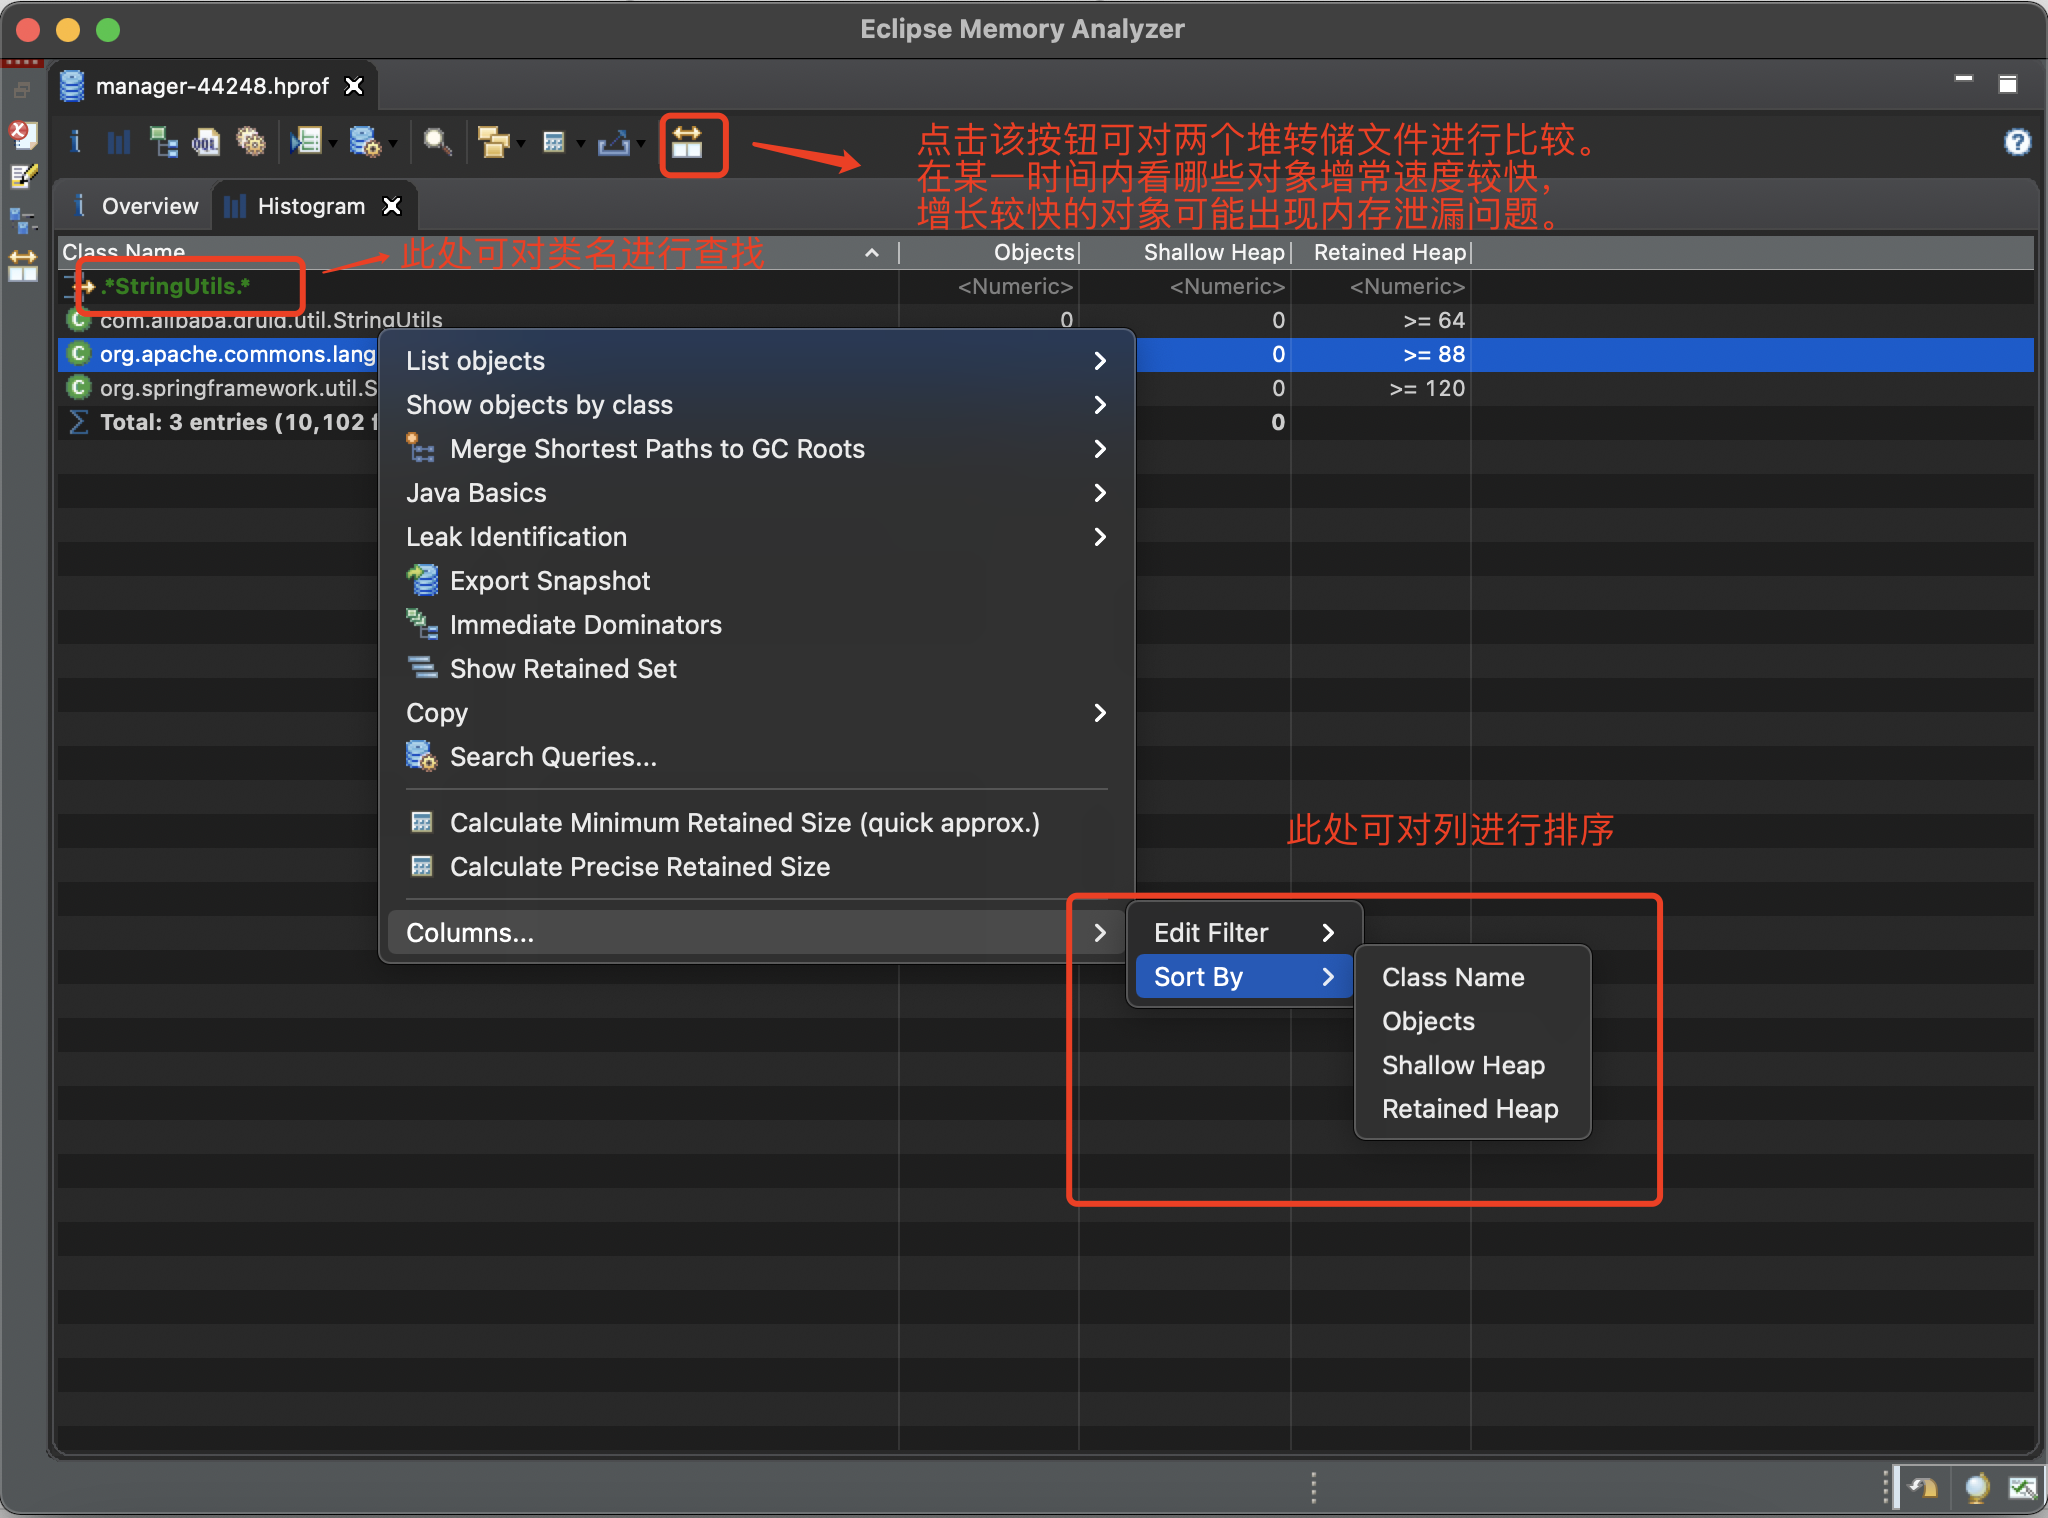 Eclipse Memory Analyzer
manager-44248.hprof
点击该按钮可对两个堆转储文件进行比较。
在某一时间内看哪些对象增常速度较快，
增长较快的对象可能出现内存泄漏问题。
Overview
Histogram
Class Name
此处可对类名进行查找
Objects
Shallow Heap
Retained Heap
.*StringUtils.*
<Numeric>
<Numeric>
<Numeric>
com.alibaba.druid.util.StringUtils
0
0
>= 64
org.apache.commons.lang
0
>= 88
org.springframework.util.S
0
>= 120
Total: 3 entries (10,102 f
0
List objects
Show objects by class
Merge Shortest Paths to GC Roots
Java Basics
Leak Identification
Export Snapshot
Immediate Dominators
Show Retained Set
Copy
Search Queries...
Calculate Minimum Retained Size (quick approx.)
Calculate Precise Retained Size
Columns...
此处可对列进行排序
Edit Filter
Sort By
Class Name
Objects
Shallow Heap
Retained Heap